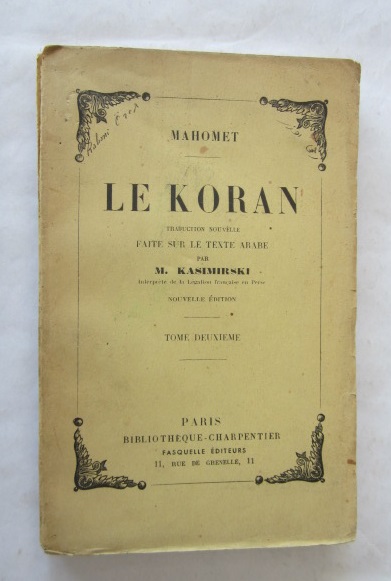 MAHOMET
LE KORAN
TRADUCTION NOUVELLE
FAITE SUR LE TEXTE ARABE
PAR
M. KASIMIRSKI
Interprète de la Légation française en Perse
NOUVELLE ÉDITION
TOME DEUXIEME
PARIS
BIBLIOTHÈQUE-CHARPENTIER
FASQUELLE ÉDITEURS
11, RUE DE GRENELLE, 11